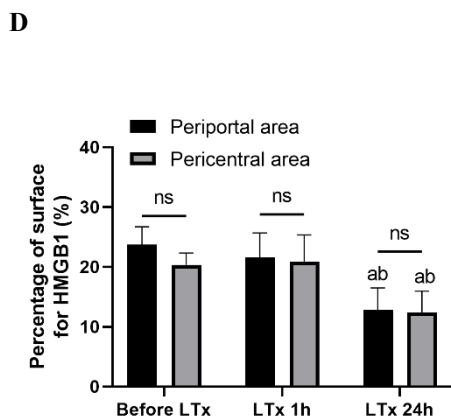 D
Periportal area
Pericentral area
Percentage of surface
for HMGB1 (%)
40
30
20
10
0
ns
ns
ns
ab
ab
Before LTx
LTx 1h
LTx 24h